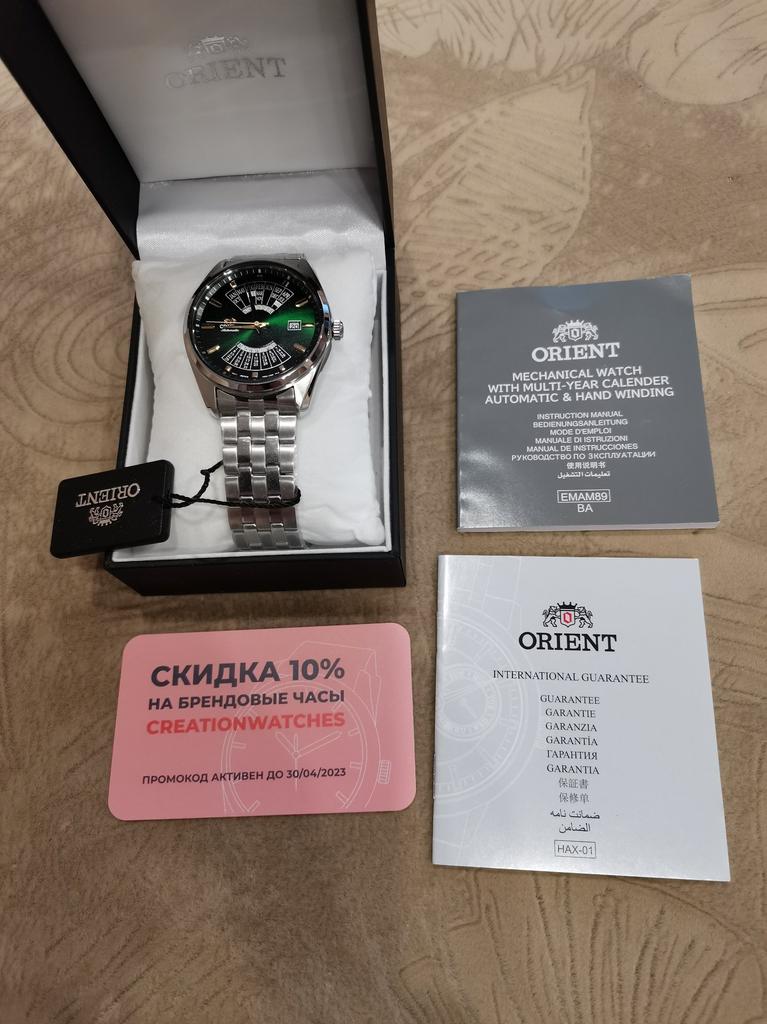 ORIENT
ORIENT
ORIENT
MECHANICAL WATCH
WITH MULTI-YEAR CALENDER
AUTOMATIC & HAND WINDING
INSTRUCTION MANUAL
BEDIENUNGSANLEITUNG
MODE D'EMPLOI
MANUALE DI ISTRUZIONI
MANUAL DE INSTRUCCIONES
РУКОВОДСТВО ПО ЭКСПЛУАТАЦИИ
使用説明书
تعليمات التشغيل
EMAM89
BA
СКИДКА 10%
НА БРЕНДОВЫЕ ЧАСЫ
CREATIONWATCHES
ПРОМОКОД АКТИВЕН ДО 30/04/2023
ORIENT
INTERNATIONAL GUARANTEE
GUARANTEE
GARANTIE
GARANZIA
GARANTÍA
ГАРАНТИЯ
GARANTIA
保証書
保修单
ضمانت نامه
الضامن
HAX-01